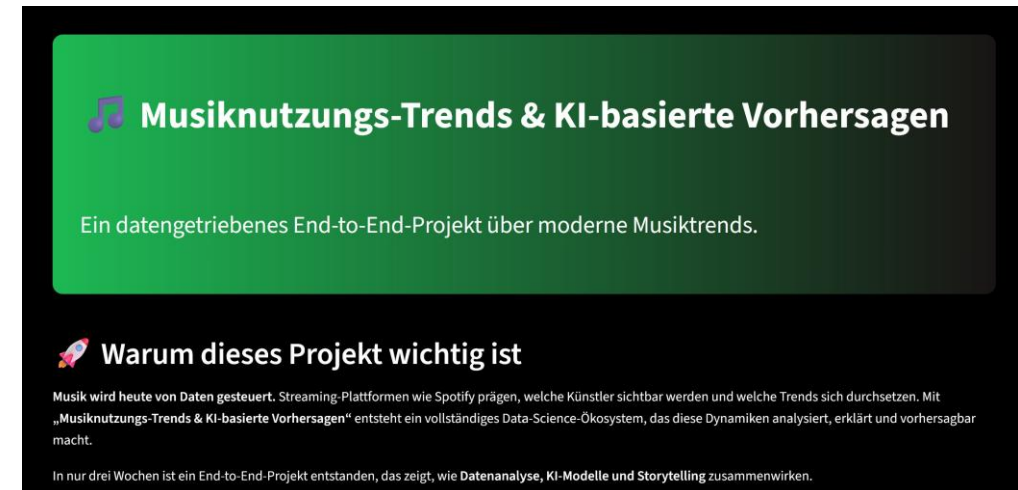 🎵 Musiknutzungs-Trends & KI-basierte Vorhersagen
Ein datengetriebenes End-to-End-Projekt über moderne Musiktrends.
🚀 Warum dieses Projekt wichtig ist
Musik wird heute von Daten gesteuert. Streaming-Plattformen wie Spotify prägen, welche Künstler sichtbar werden und welche Trends sich durchsetzen. Mit
„Musiknutzungs-Trends & KI-basierte Vorhersagen“ entsteht ein vollständiges Data-Science-Ökosystem, das diese Dynamiken analysiert, erklärt und vorhersagbar
macht.
In nur drei Wochen ist ein End-to-End-Projekt entstanden, das zeigt, wie Datenanalyse, KI-Modelle und Storytelling zusammenwirken.